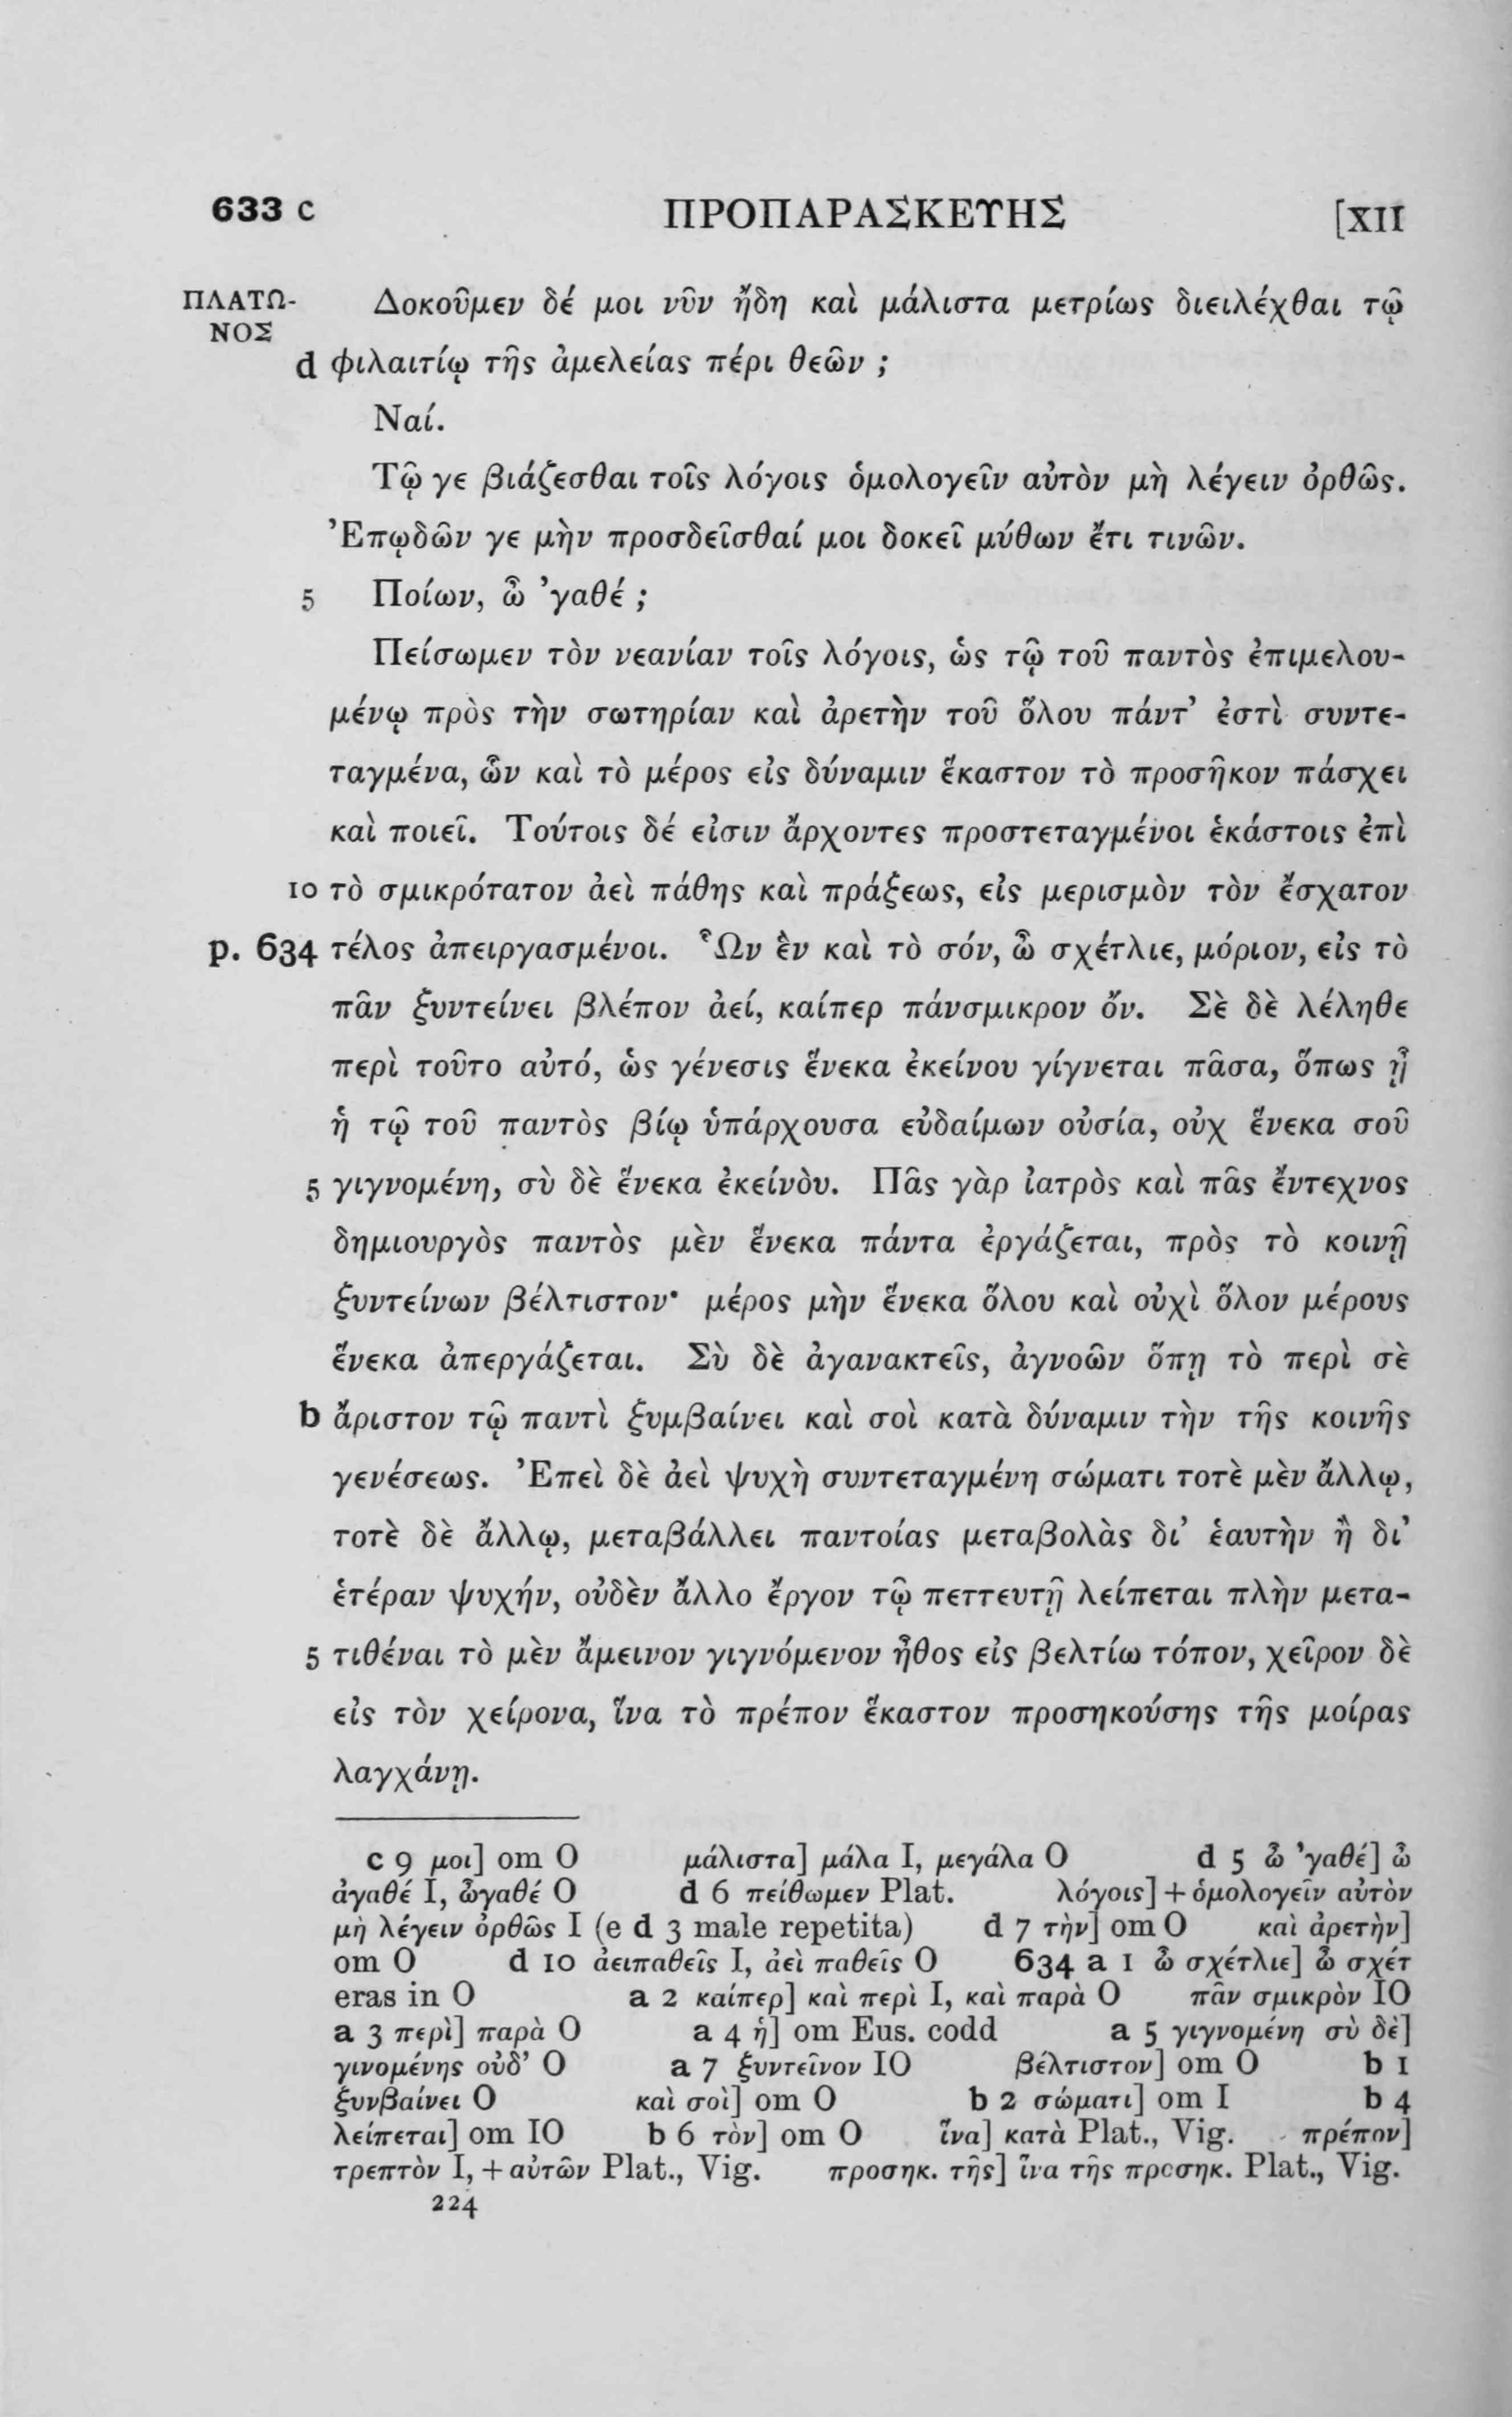 633 c ΠΡΟΠΑΡΑΣΚΕΥΗΣ [XII
ΠΛΑΤΩ- Δοκοῦμεν δέ μοι νῦν ἤδη καὶ μάλιστα μετρίως διειλέχθαι τῷ
ΝΟΣ
d φιλαιτίῳ τῆς ἀμελείας πέρι θεῶν ;
Ναί.
Τῷ γε βιάζεσθαι τοῖς λόγοις ὁμολογεῖν αὐτὸν μὴ λέγειν ὀρθῶς.
Ἐπῳδῶν γε μὴν προσδεῖσθαί μοι δοκεῖ μύθων ἔτι τινῶν.
5 Ποίων, ὦ ’γαθέ ;
Πείσωμεν τὸν νεανίαν τοῖς λόγοις, ὡς τῷ τοῦ παντὸς ἐπιμελου-
μένῳ πρὸς τὴν σωτηρίαν καὶ ἀρετὴν τοῦ ὅλου πάντ’ ἐστὶ συντε-
ταγμένα, ὧν καὶ τὸ μέρος εἰς δύναμιν ἕκαστον τὸ προσῆκον πάσχει
καὶ ποιεῖ. Τούτοις δέ εἰσιν ἄρχοντες προστεταγμένοι ἑκάστοις ἐπὶ
10 τὸ σμικρότατον ἀεὶ πάθης καὶ πράξεως, εἰς μερισμὸν τὸν ἔσχατον
p. 634 τέλος ἀπειργασμένοι. Ὧν ἓν καὶ τὸ σόν, ὦ σχέτλιε, μόριον, εἰς τὸ
πᾶν ξυντείνει βλέπον ἀεί, καίπερ πάνσμικρον ὄν. Σὲ δὲ λέληθε
περὶ τοῦτο αὐτό, ὡς γένεσις ἕνεκα ἐκείνου γίγνεται πᾶσα, ὅπως ᾖ
ἡ τῷ τοῦ παντὸς βίῳ ὑπάρχουσα εὐδαίμων οὐσία, οὐχ ἕνεκα σοῦ
5 γιγνομένη, σὺ δὲ ἕνεκα ἐκείνὸυ. Πᾶς γὰρ ἰατρὸς καὶ πᾶς ἔντεχνος
δημιουργὸς παντὸς μὲν ἕνεκα πάντα ἐργάζεται, πρὸς τὸ κοινῇ
ξυντείνων βέλτιστον· μέρος μὴν ἕνεκα ὅλου καὶ οὐχὶ ὅλον μέρους
ἕνεκα ἀπεργάζεται. Σὺ δὲ ἀγανακτεῖς, ἀγνοῶν ὅπῃ τὸ περὶ σὲ
b ἄριστον τῷ παντὶ ξυμβαίνει καὶ σοὶ κατὰ δύναμιν τὴν τῆς κοινῆς
γενέσεως. Ἐπεὶ δὲ ἀεὶ ψυχὴ συντεταγμένη σώματι τοτὲ μὲν ἄλλῳ,
τοτὲ δὲ ἄλλῳ, μεταβάλλει παντοίας μεταβολὰς δι’ ἑαυτὴν ἢ δι’
ἑτέραν ψυχήν, οὐδὲν ἄλλο ἔργον τῷ πεττευτῇ λείπεται πλὴν μετα-
5 τιθέναι τὸ μὲν ἄμεινον γιγνόμενον ἦθος εἰς βελτίω τόπον, χεῖρον δὲ
εἰς τὸν χείρονα, ἵνα τὸ πρέπον ἕκαστον προσηκούσης τῆς μοίρας
λαγχάνῃ.
c 9 μοι] om O μάλιστα] μάλα I, μεγάλα O d 5 ὦ ’γαθέ] ὦ
ἀγαθέ I, ὦγαθέ O d 6 πείθωμεν Plat. λόγοις] + ὁμολογεῖν αὐτὸν
μὴ λέγειν ὀρθῶς I (e d 3 male repetita) d 7 τὴν] om O καὶ ἀρετὴν]
om O d 10 ἀειπαθεῖς I, ἀεὶ παθεῖς O 634 a 1 ὦ σχέτλιε] ὦ σχέτ
eras in O a 2 καίπερ] καὶ περὶ I, καὶ παρὰ O πᾶν σμικρὸν IO
a 3 περὶ] παρὰ O a 4 ἡ] om Eus. codd a 5 γιγνομένη σὺ δὲ]
γινομένης οὐδ’ O a 7 ξυντεῖνον IO βέλτιστον] om O b 1
ξυνβαίνει O καὶ σοὶ] om O b 2 σώματι] om I b 4
λείπεται] om IO b 6 τὸν] om O ἵνα] κατὰ Plat., Vig. πρέπον]
τρεπτὸν I, + αὐτῶν Plat., Vig. προσηκ. τῆς] ἵνα τῆς προσηκ. Plat., Vig.
224